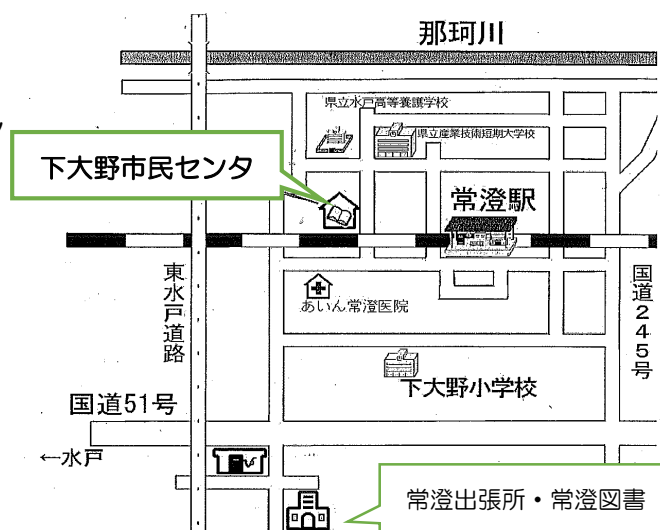 那珂川
県立水戸高等養護学校
県立産業技術短期大学校
下大野市民センタ
常澄駅
東水戸道路
国道245号
あいん常澄医院
下大野小学校
国道51号
←水戸
常澄出張所・常澄図書